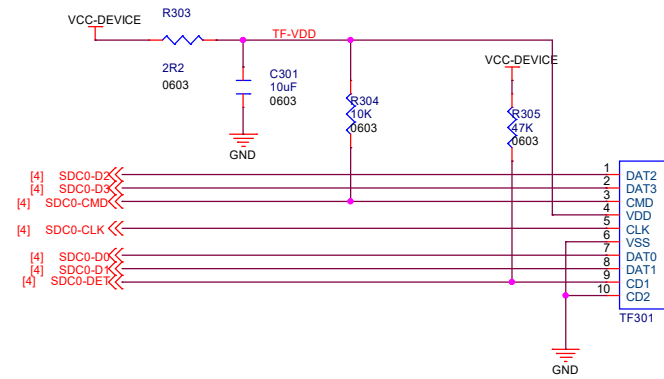 R303
VCC-DEVICE
TF-VDD
2R2
0603
C301
10uF
0603
GND
R304
10K
0603
VCC-DEVICE
R305
47K
0603
[4] SDC0-D2 1 DAT2
[4] SDC0-D3 2 DAT3
[4] SDC0-CMD 3 CMD
4 VDD
[4] SDC0-CLK 5 CLK
6 VSS
[4] SDC0-D0 7 DAT0
[4] SDC0-D1 8 DAT1
[4] SDC0-DET 9 CD1
10 CD2
TF301
GND